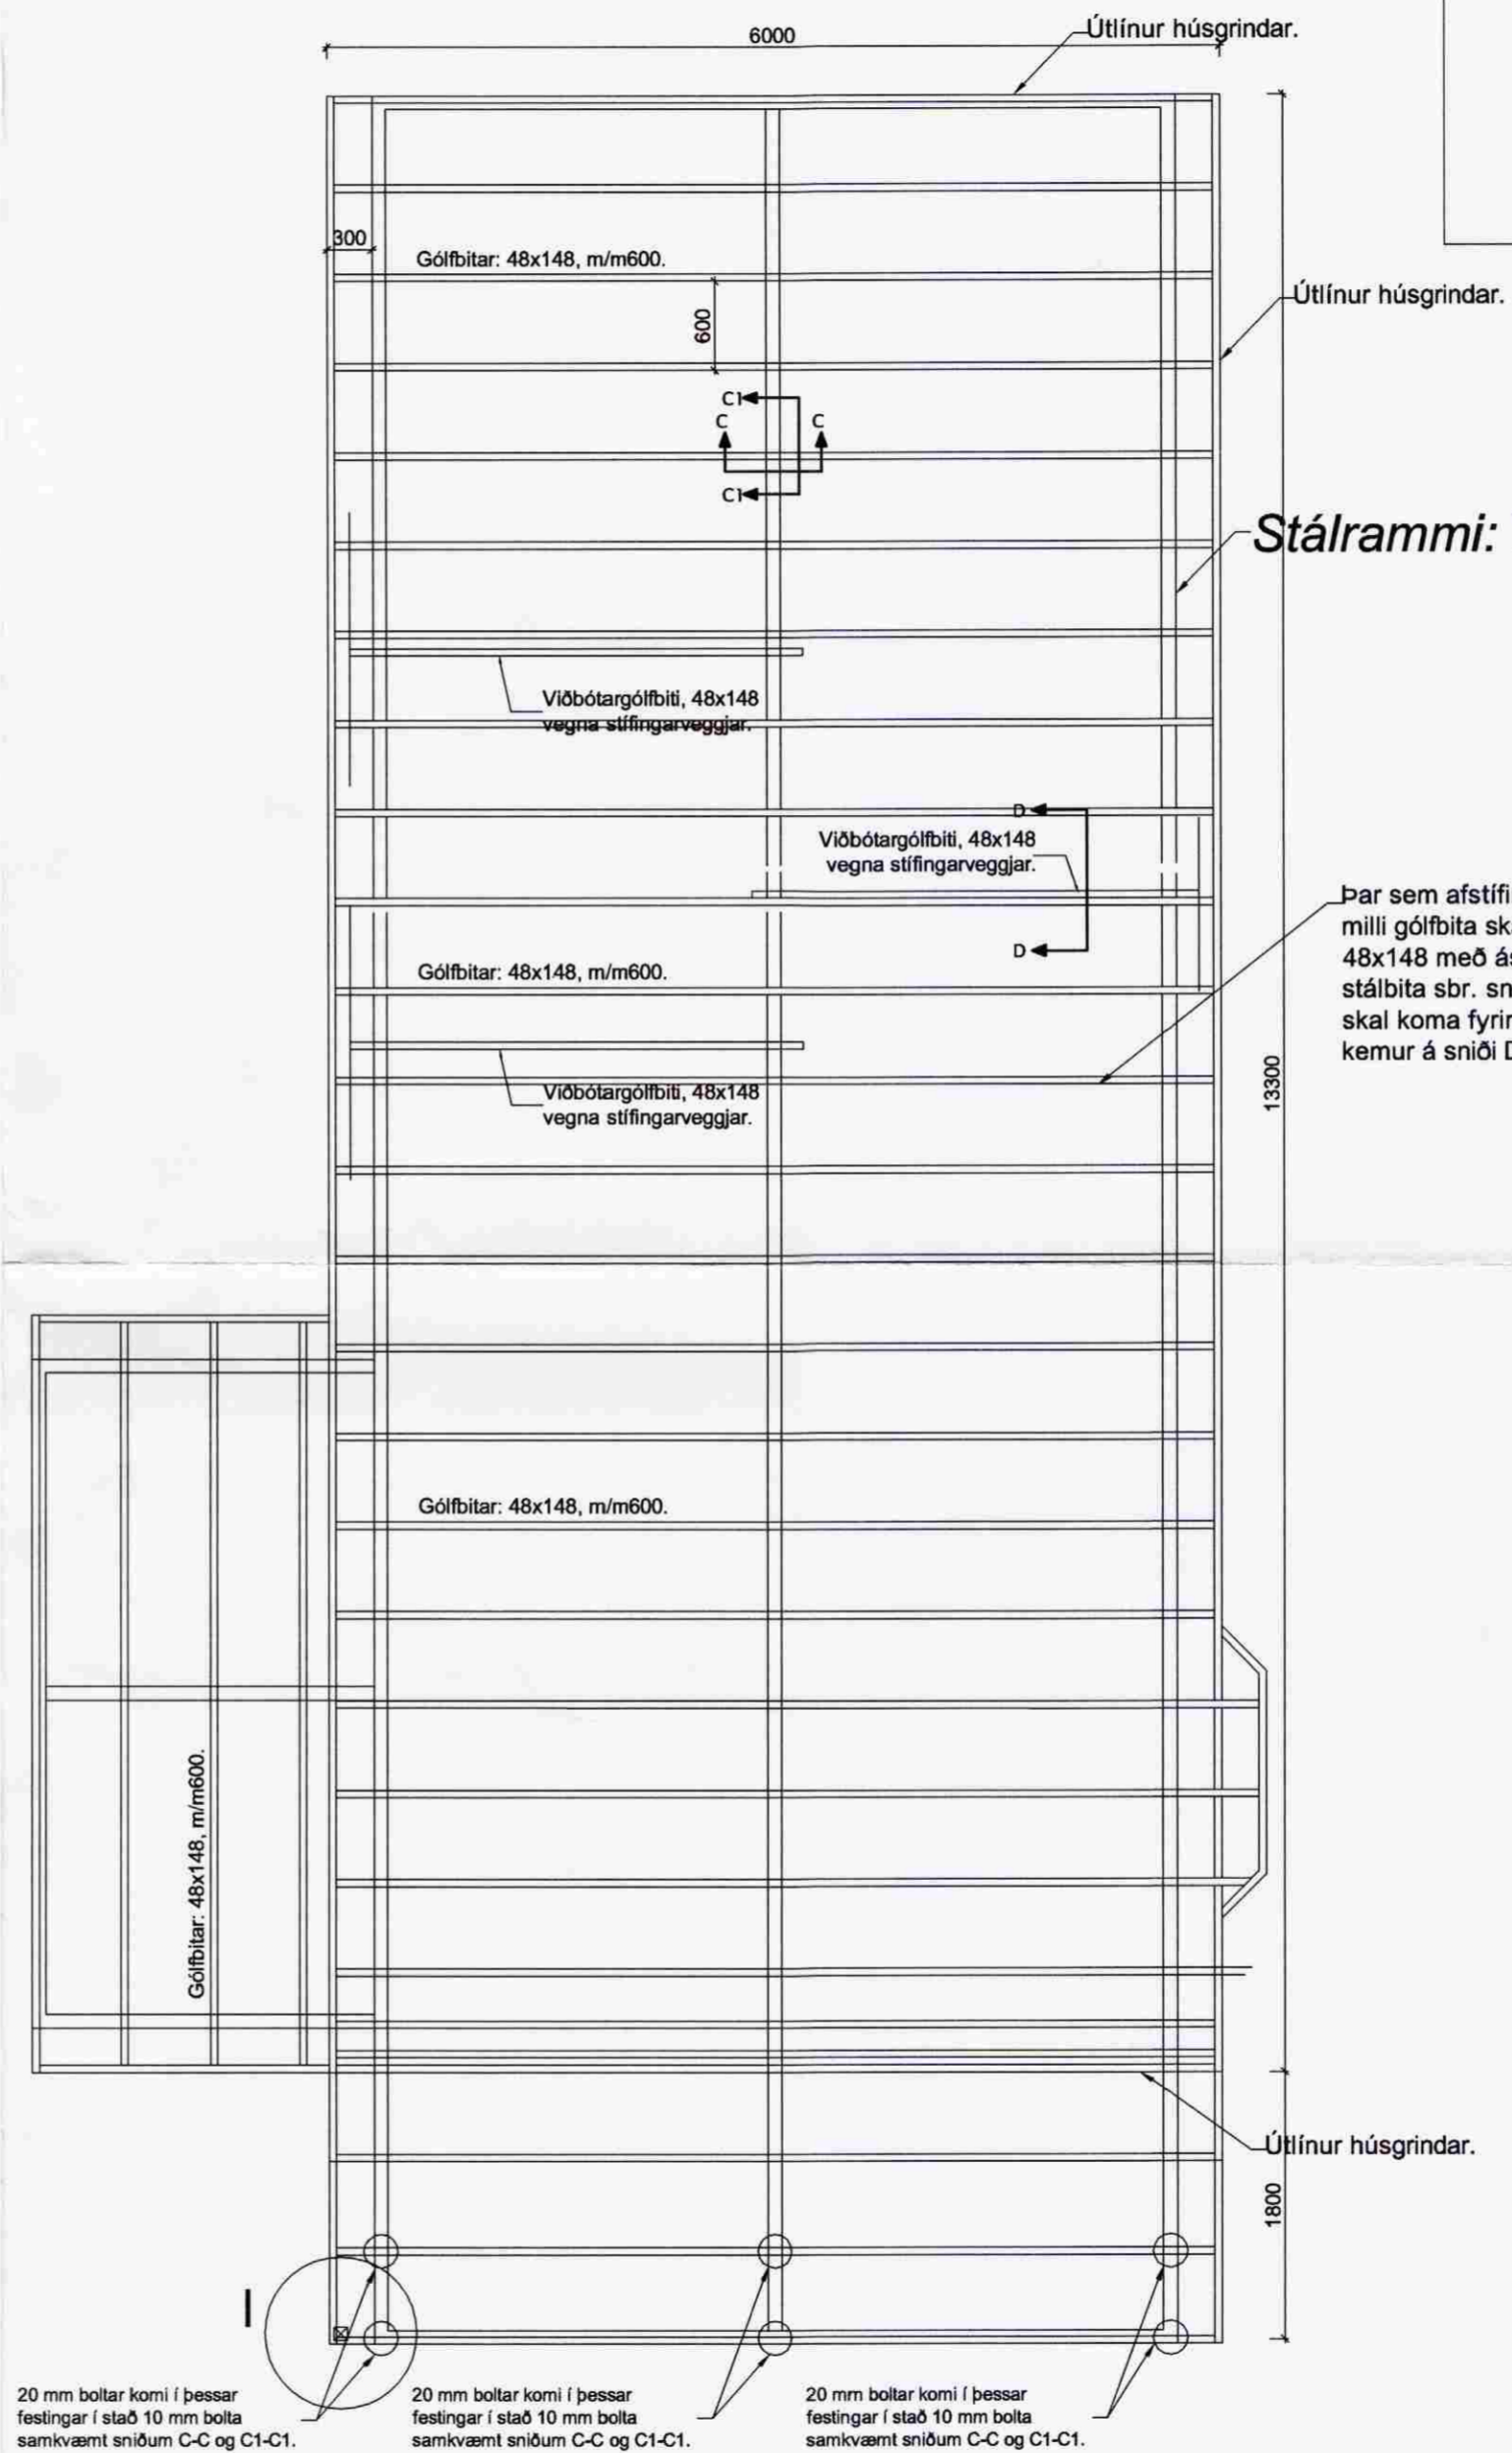 6000
Útlínur húsgrindar.
300
Gólfbitar: 48x148, m/m600.
Útlínur húsgrindar.
600
C1
C
C
C1
Stálrammi:
Viðbótargólfbiti, 48x148
vegna stífingarveggjar.
D
Viðbótargólfbiti, 48x148
vegna stífingarveggjar.
Þar sem afstífi
milli gólfbita sk
48x148 með ás
stálbita sbr. sn
skal koma fyrir
kemur á sniði D
D
Gólfbitar: 48x148, m/m600.
13300
Viðbótargólfbiti, 48x148
vegna stífingarveggjar.
Gólfbitar: 48x148, m/m600.
Gólfbitar: 48x148, m/m600.
Útlínur húsgrindar.
1800
I
20 mm boltar komi í þessar
festingar í stað 10 mm bolta
samkvæmt sniðum C-C og C1-C1.
20 mm boltar komi í þessar
festingar í stað 10 mm bolta
samkvæmt sniðum C-C og C1-C1.
20 mm boltar komi í þessar
festingar í stað 10 mm bolta
samkvæmt sniðum C-C og C1-C1.